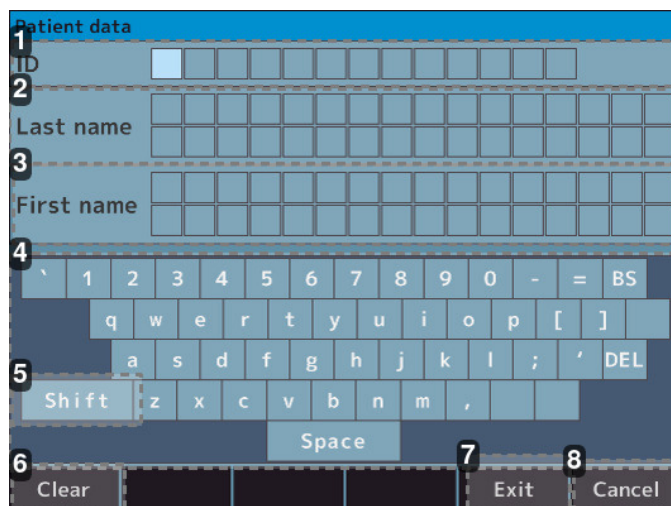 Patient data
1
ID
2
Last name
3
First name
4
` 1 2 3 4 5 6 7 8 9 0 - = BS
q w e r t y u i o p [ ]
a s d f g h j k l ; ' DEL
5
Shift z x c v b n m ,
Space
6 7 8
Clear Exit Cancel